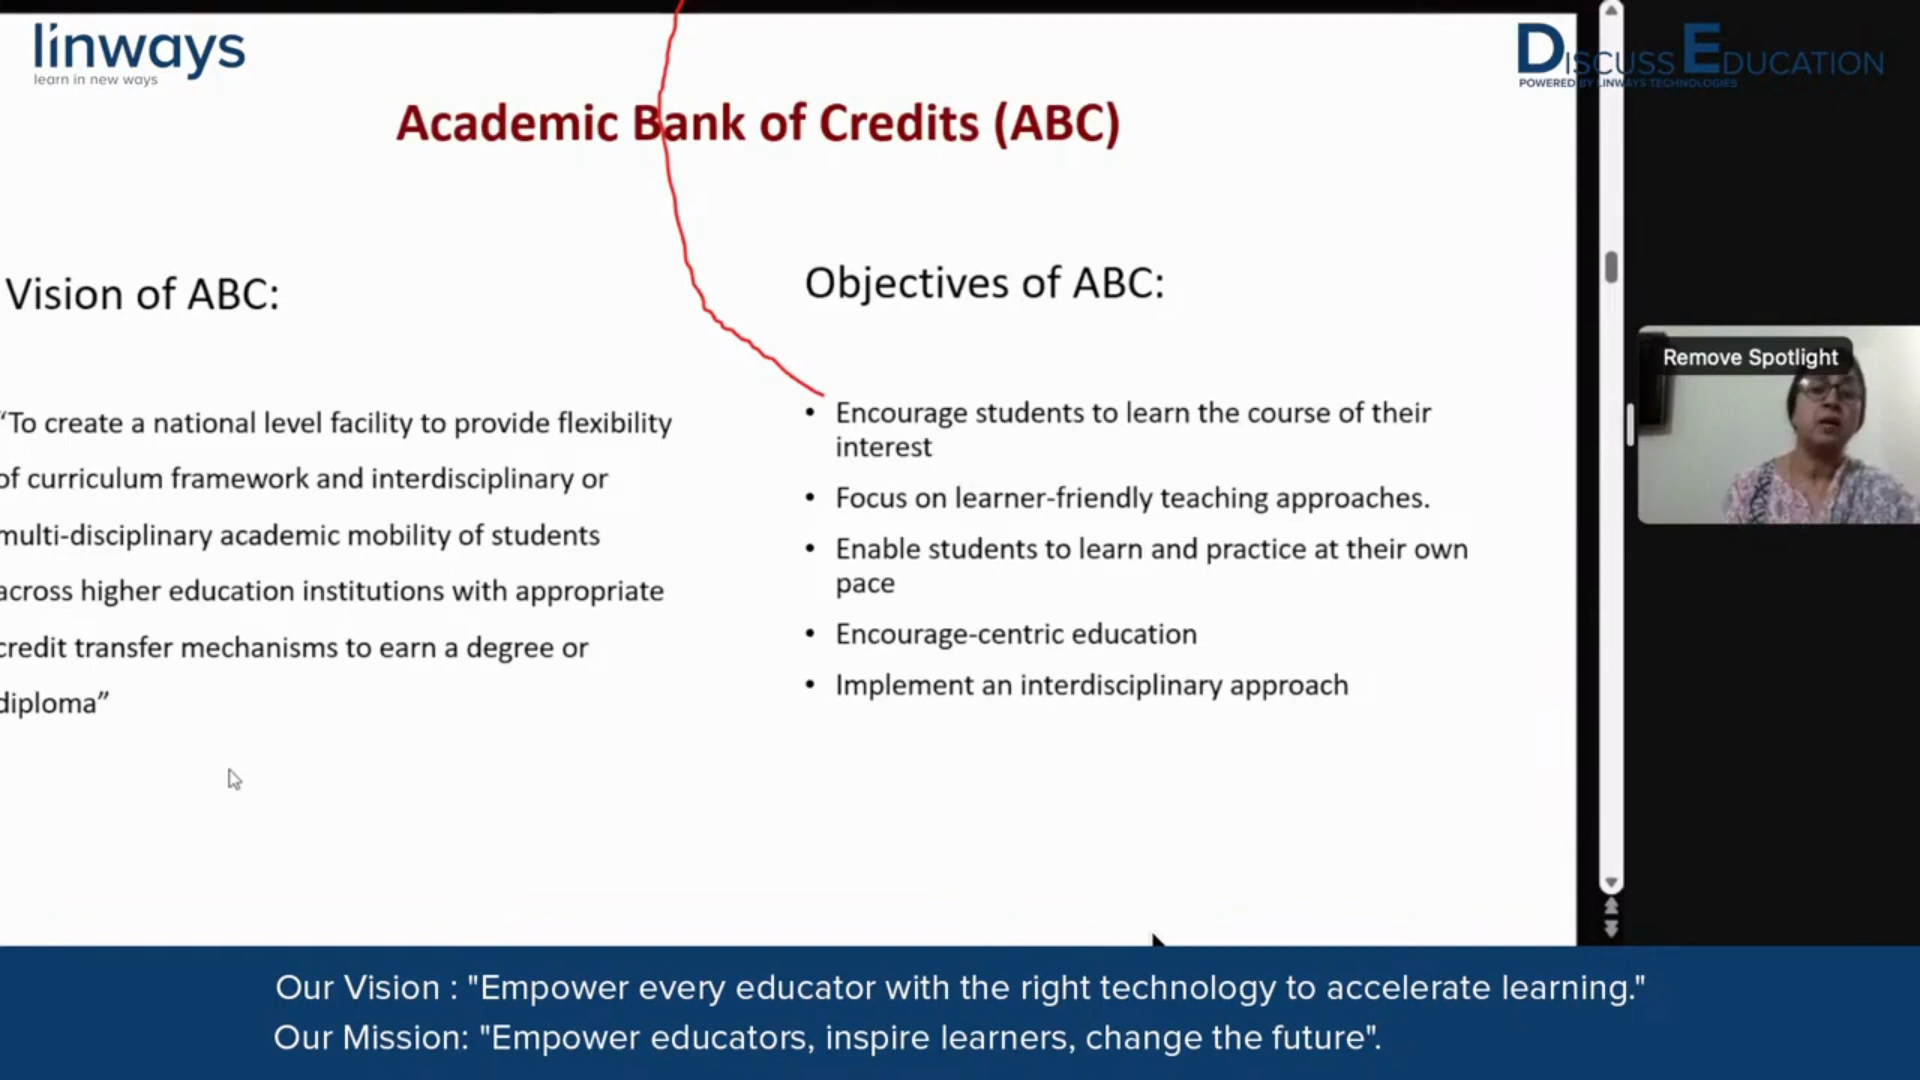 linways
learn in new ways
DISCUSS EDUCATION
POWERED BY LINWAYS TECHNOLOGIES
Academic Bank of Credits (ABC)
Vision of ABC:
“To create a national level facility to provide flexibility
of curriculum framework and interdisciplinary or
multi-disciplinary academic mobility of students
across higher education institutions with appropriate
credit transfer mechanisms to earn a degree or
diploma”
Objectives of ABC:
• Encourage students to learn the course of their
interest
• Focus on learner-friendly teaching approaches.
• Enable students to learn and practice at their own
pace
• Encourage-centric education
• Implement an interdisciplinary approach
Remove Spotlight
Our Vision : "Empower every educator with the right technology to accelerate learning."
Our Mission: "Empower educators, inspire learners, change the future".